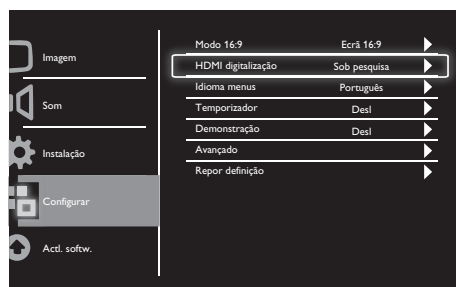 Imagem
Som
Instalação
Configurar
Actl. softw.
Modo 16:9 Ecrã 16:9
HDMI digitalização Sob pesquisa
Idioma menus Português
Temporizador Desl
Demonstração Desl
Avançado
Repor definição